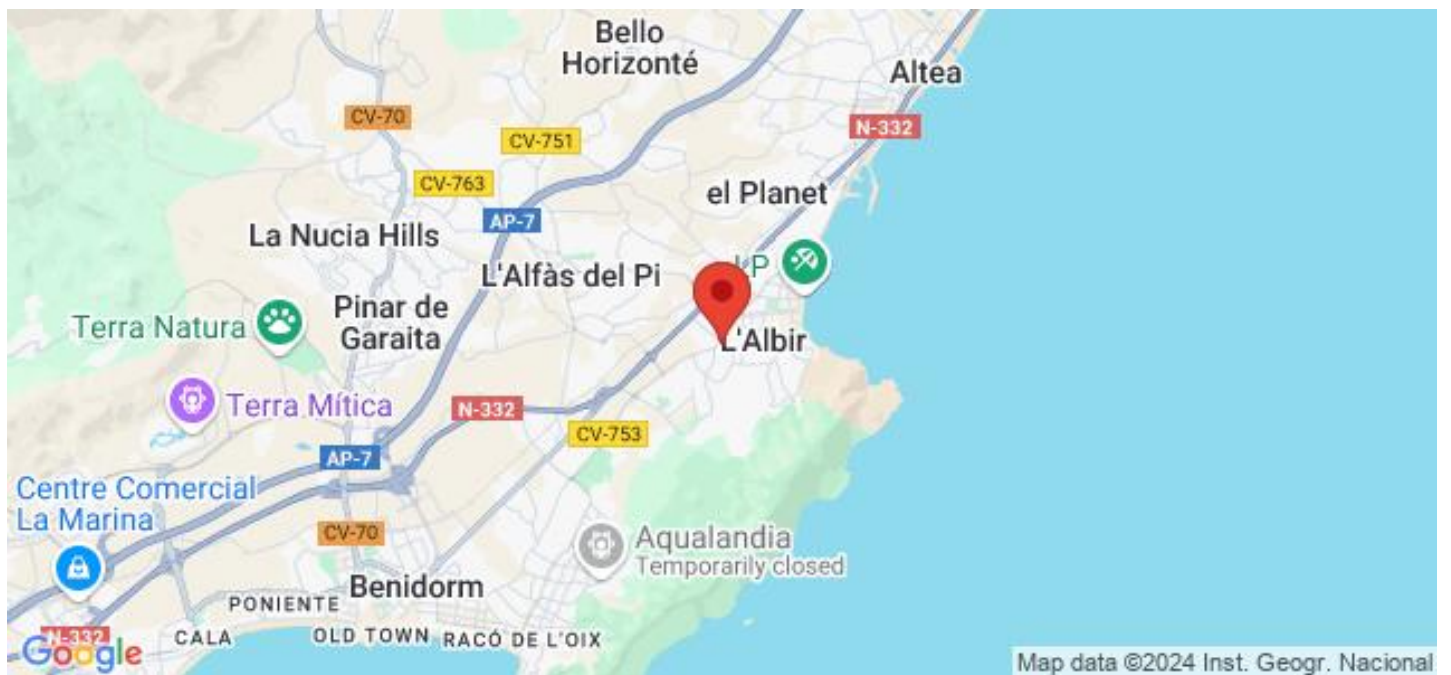 Bello
Horizonté
Altea
CV-70
N-332
CV-751
CV-763
el Planet
AP-7
La Nucia Hills
L'Alfàs del Pi
Pinar de
Garaita
Terra Natura
L'Albir
Terra Mítica
N-332
CV-753
AP-7
Centre Comercial
La Marina
CV-70
Aqualandia
Temporarily closed
Benidorm
PONIENTE
N-332
CALA
OLD TOWN
RACÓ DE L'OIX
Google
Map data ©2024 Inst. Geogr. Nacional